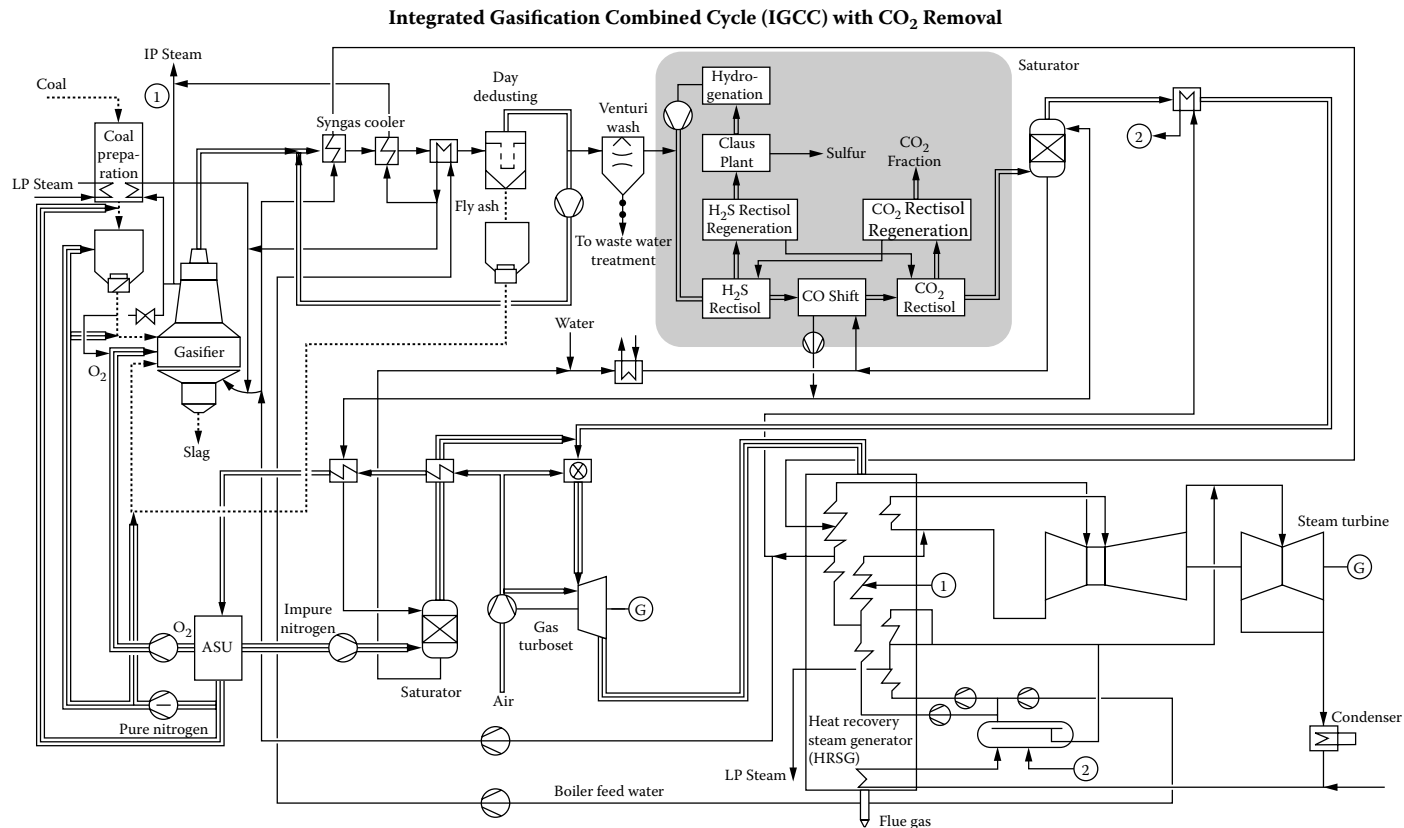 Integrated Gasification Combined Cycle (IGCC) with CO₂ Removal
IP Steam
Coal
1
Coal
prepa-
ration
LP Steam
Syngas cooler
Day
dedusting
Venturi
wash
Fly ash
To waste water
treatment
Hydro-
genation
Claus
Plant
Sulfur
CO₂
Fraction
H₂S Rectisol
Regeneration
CO₂ Rectisol
Regeneration
H₂S
Rectisol
CO Shift
CO₂
Rectisol
Saturator
2
Gasifier
O₂
Slag
Water
O₂
ASU
Impure
nitrogen
Pure nitrogen
Saturator
Air
Gas
turboset
G
Steam turbine
G
1
Heat recovery
steam generator
(HRSG)
LP Steam
2
Condenser
Boiler feed water
Flue gas